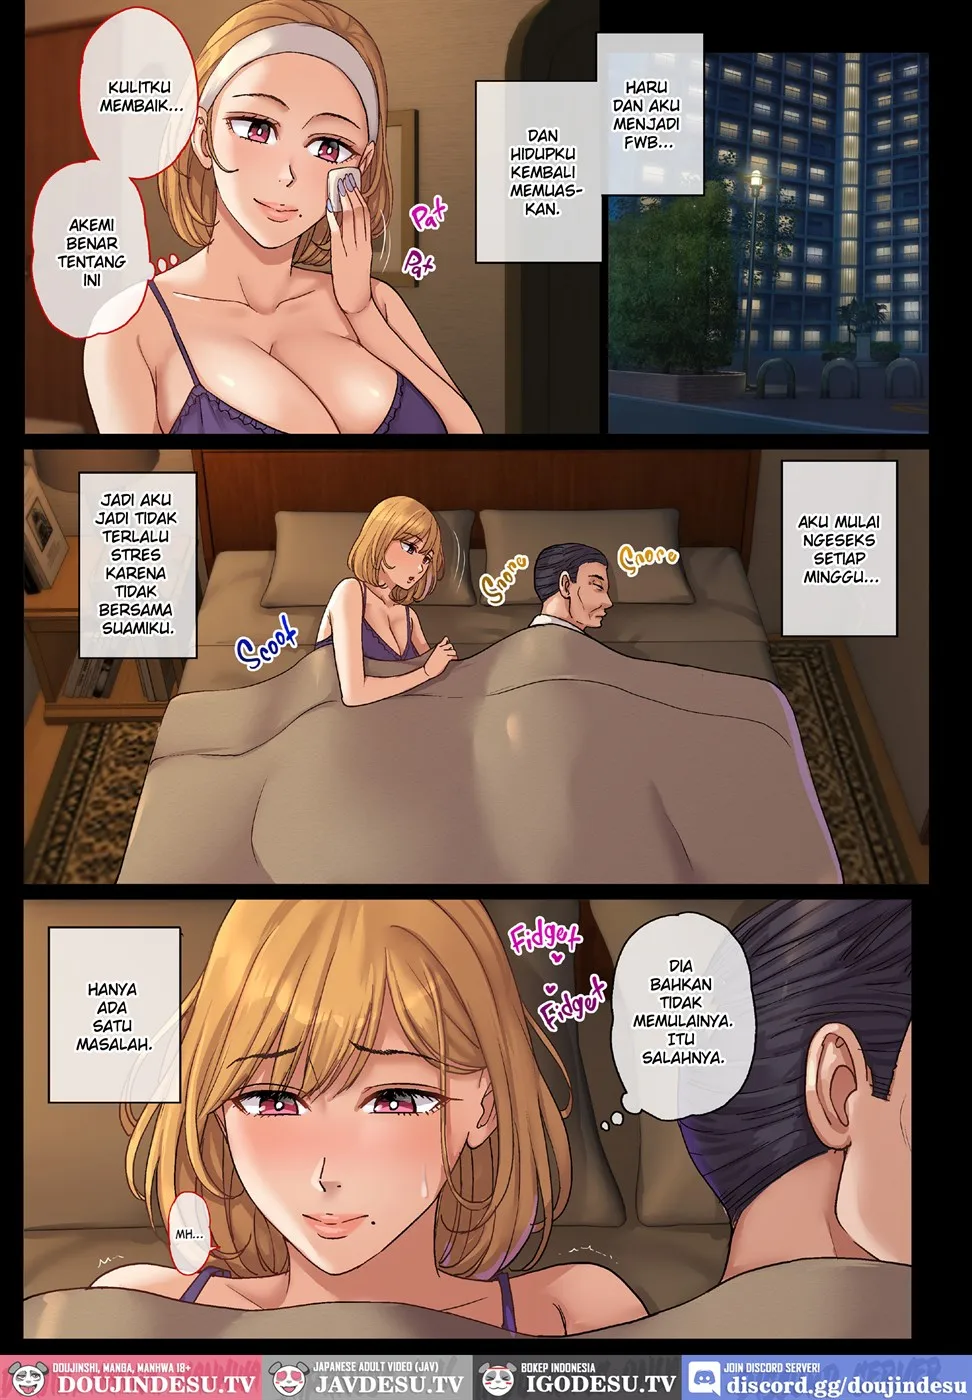 HARU
DAN AKU
MENJADI
FWB...
DAN
HIDUPKU
KEMBALI
MEMUAS-
KAN.
KULITKU
MEMBAIK...
AKEMI
BENAR
TENTANG
INI
Pat
Pat
AKU MULAI
NGESEKS
SETIAP
MINGGU...
Snore
Snore
JADI AKU
JADI TIDAK
TERLALU
STRES
KARENA
TIDAK
BERSAMA
SUAMIKU.
Scoot
DIA
BAHKAN
TIDAK
MEMULAINYA.
ITU
SALAHNYA.
Fidget
Fidget
HANYA
ADA
SATU
MASALAH.
MH...
DOUJINSHI, MANGA, MANHWA 18+
DOUJINDESU.TV
JAPANESE ADULT VIDEO (JAV)
JAVDESU.TV
BOKEP INDONESIA
IGODESU.TV
JOIN DISCORD SERVER!
discord.gg/doujindesu